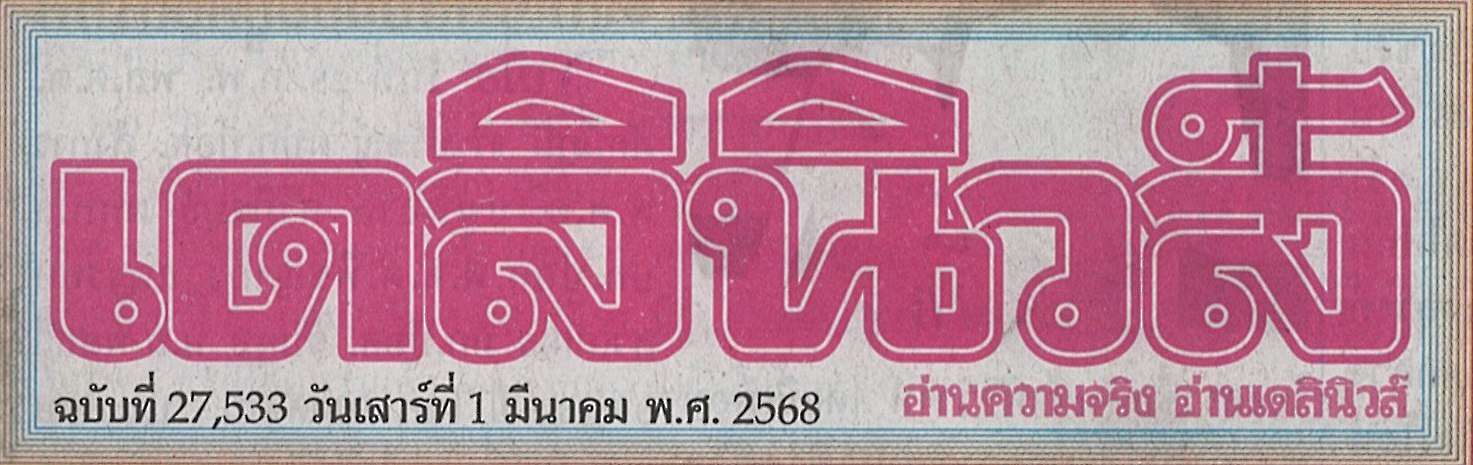 เดลินิวส์
ฉบับที่ 27,533 วันเสาร์ที่ 1 มีนาคม พ.ศ. 2568
อ่านความจริง อ่านเดลินิวส์